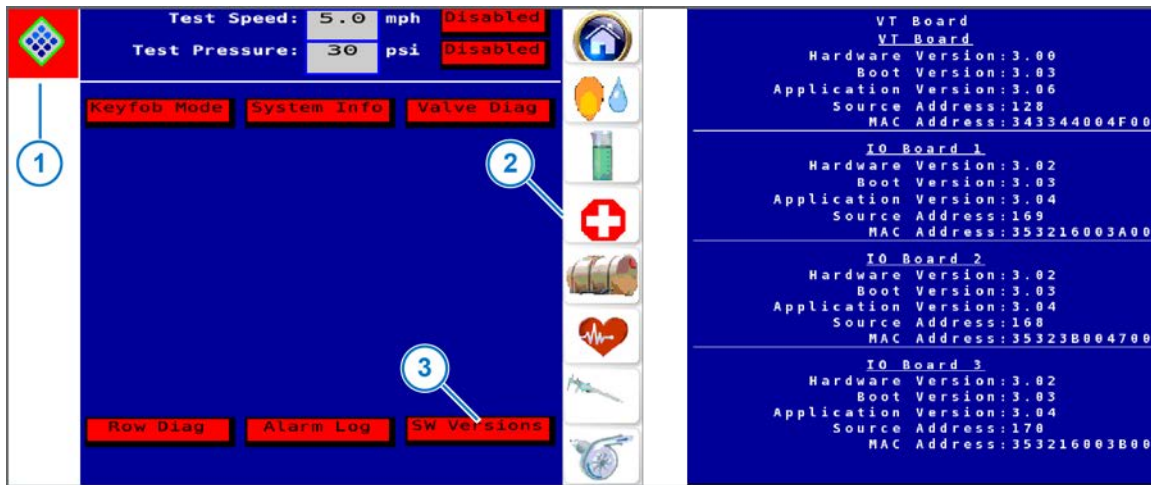 Test Speed: 5.0 mph Disabled
Test Pressure: 30 psi Disabled
Keyfob Mode System Info Valve Diag
1
2
3
Row Diag Alarm Log SW Versions
VT Board
VT Board
Hardware Version:3.00
Boot Version:3.03
Application Version:3.06
Source Address:128
MAC Address:343344004F00
IO Board 1
Hardware Version:3.02
Boot Version:3.03
Application Version:3.04
Source Address:169
MAC Address:353216003A00
IO Board 2
Hardware Version:3.02
Boot Version:3.03
Application Version:3.04
Source Address:168
MAC Address:35323B004700
IO Board 3
Hardware Version:3.02
Boot Version:3.03
Application Version:3.04
Source Address:170
MAC Address:353216003B00